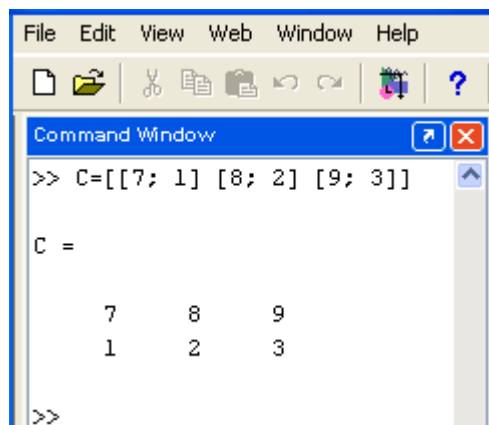 File Edit View Web Window Help
?
Command Window
>> C=[[7; 1] [8; 2] [9; 3]]
C =
7 8 9
1 2 3
>>